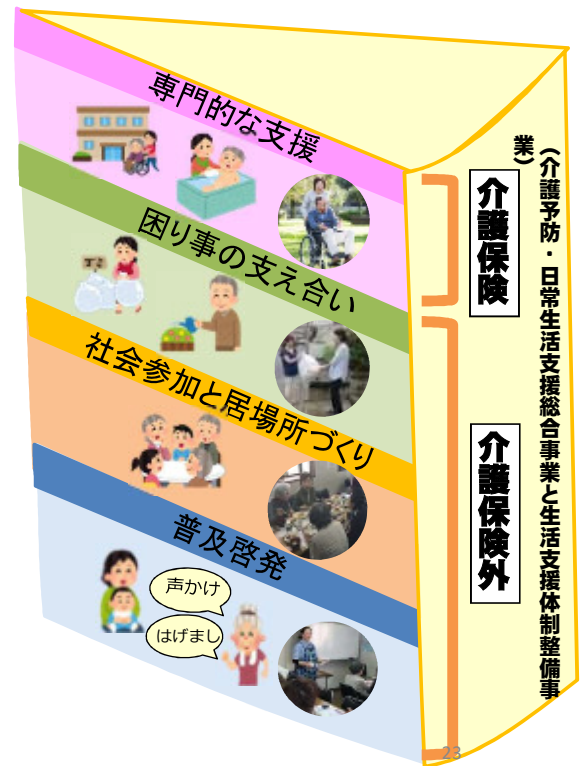 専門的な支援
困り事の支え合い
社会参加と居場所づくり
普及啓発
声かけ
はげまし
介護保険
介護保険外
（介護予防・日常生活支援総合事業と生活支援体制整備事
業）
23